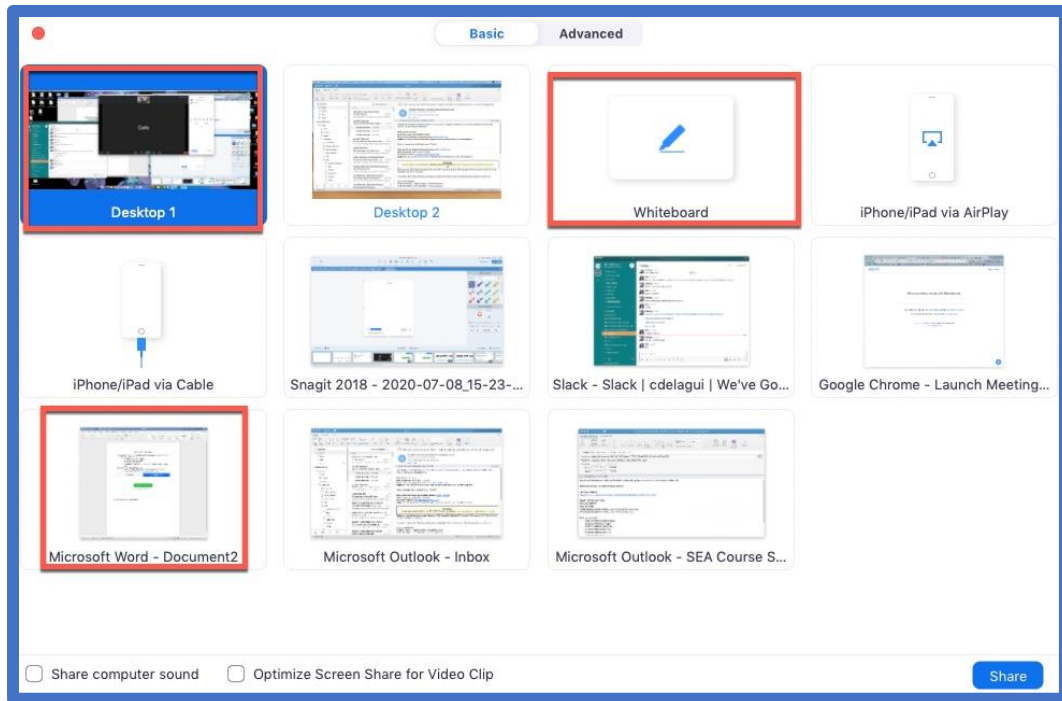 Basic
Advanced
Desktop 1
Desktop 2
Whiteboard
iPhone/iPad via AirPlay
iPhone/iPad via Cable
Snagit 2018 - 2020-07-08_15-23-...
Slack - Slack | cdelagui | We've Go...
Google Chrome - Launch Meeting...
Microsoft Word - Document2
Microsoft Outlook - Inbox
Microsoft Outlook - SEA Course S...
Share computer sound
Optimize Screen Share for Video Clip
Share